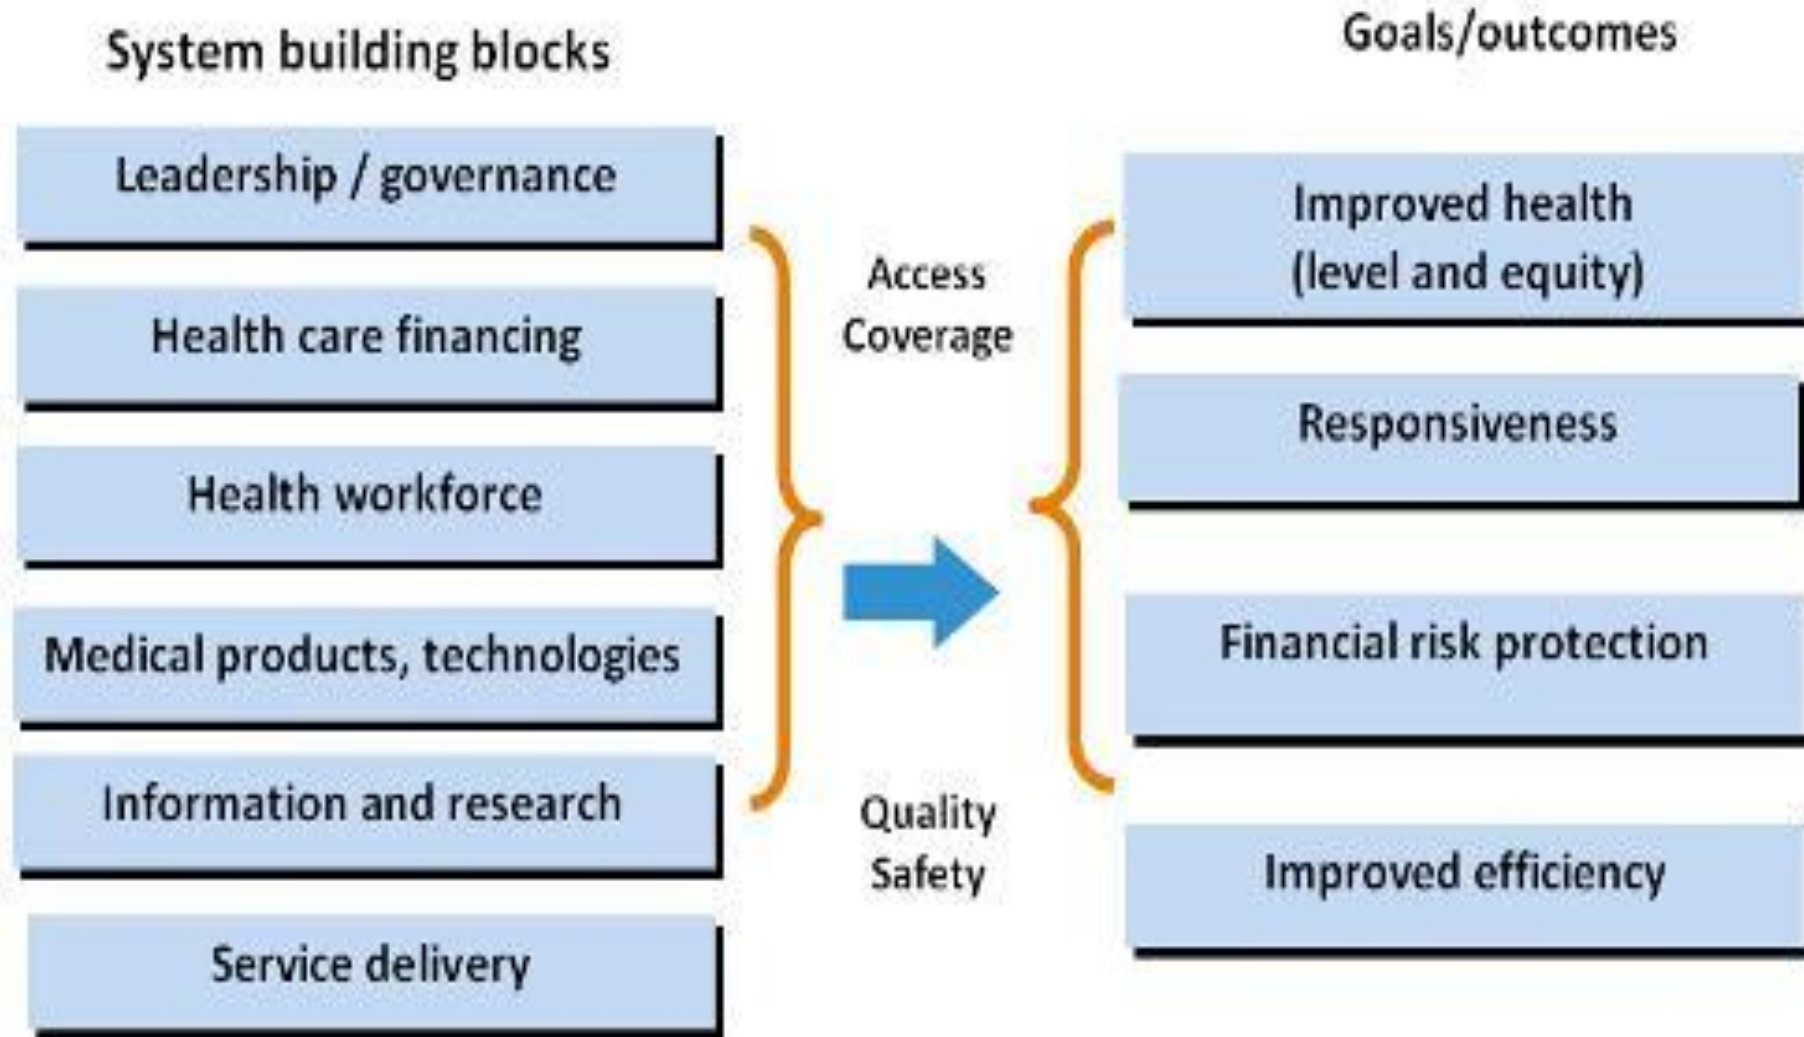 System building blocks
Leadership / governance
Health care financing
Health workforce
Medical products, technologies
Information and research
Service delivery
Access
Coverage
Quality
Safety
Goals/outcomes
Improved health
(level and equity)
Responsiveness
Financial risk protection
Improved efficiency